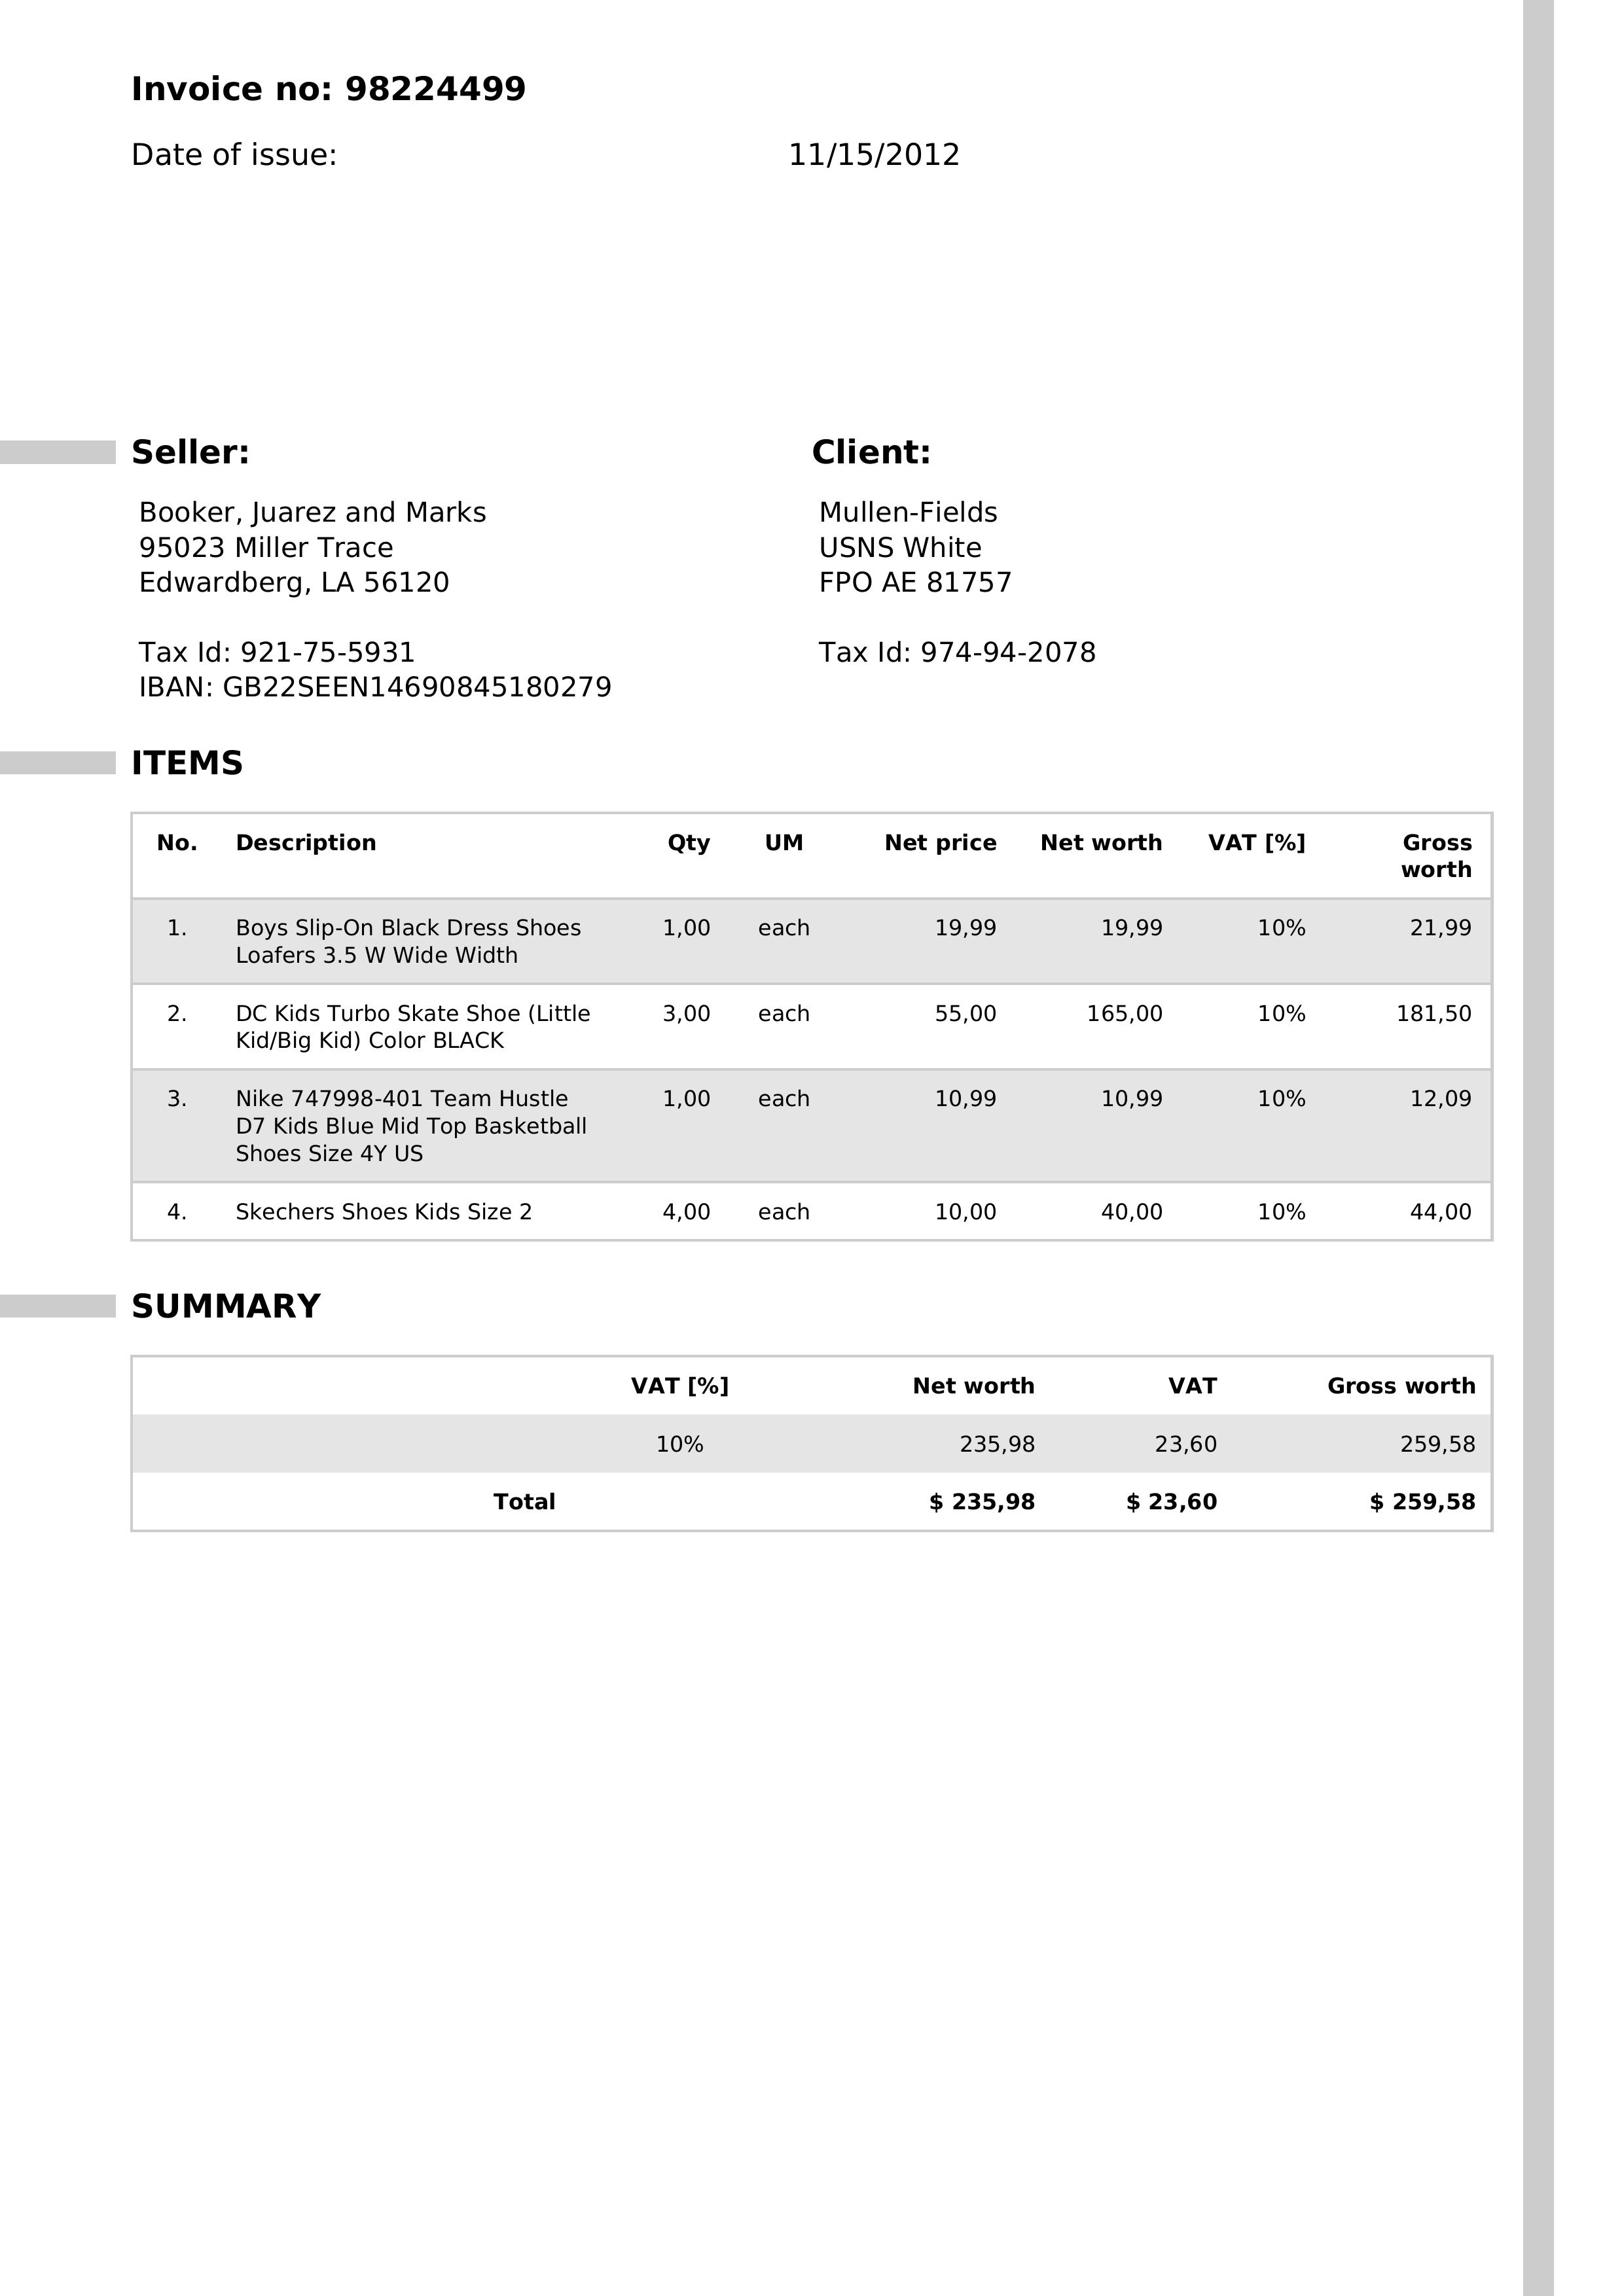 Invoice no: 98224499
Date of issue: 11/15/2012
Seller:
Booker, Juarez and Marks
95023 Miller Trace
Edwardberg, LA 56120
Tax Id: 921-75-5931
IBAN: GB22SEEN14690845180279
Client:
Mullen-Fields
USNS White
FPO AE 81757
Tax Id: 974-94-2078
ITEMS
No. Description Qty UM Net price Net worth VAT [%] Gross
worth
1. Boys Slip-On Black Dress Shoes 1,00 each 19,99 19,99 10% 21,99
Loafers 3.5 W Wide Width
2. DC Kids Turbo Skate Shoe (Little 3,00 each 55,00 165,00 10% 181,50
Kid/Big Kid) Color BLACK
3. Nike 747998-401 Team Hustle 1,00 each 10,99 10,99 10% 12,09
D7 Kids Blue Mid Top Basketball
Shoes Size 4Y US
4. Skechers Shoes Kids Size 2 4,00 each 10,00 40,00 10% 44,00
SUMMARY
VAT [%] Net worth VAT Gross worth
10% 235,98 23,60 259,58
Total $ 235,98 $ 23,60 $ 259,58